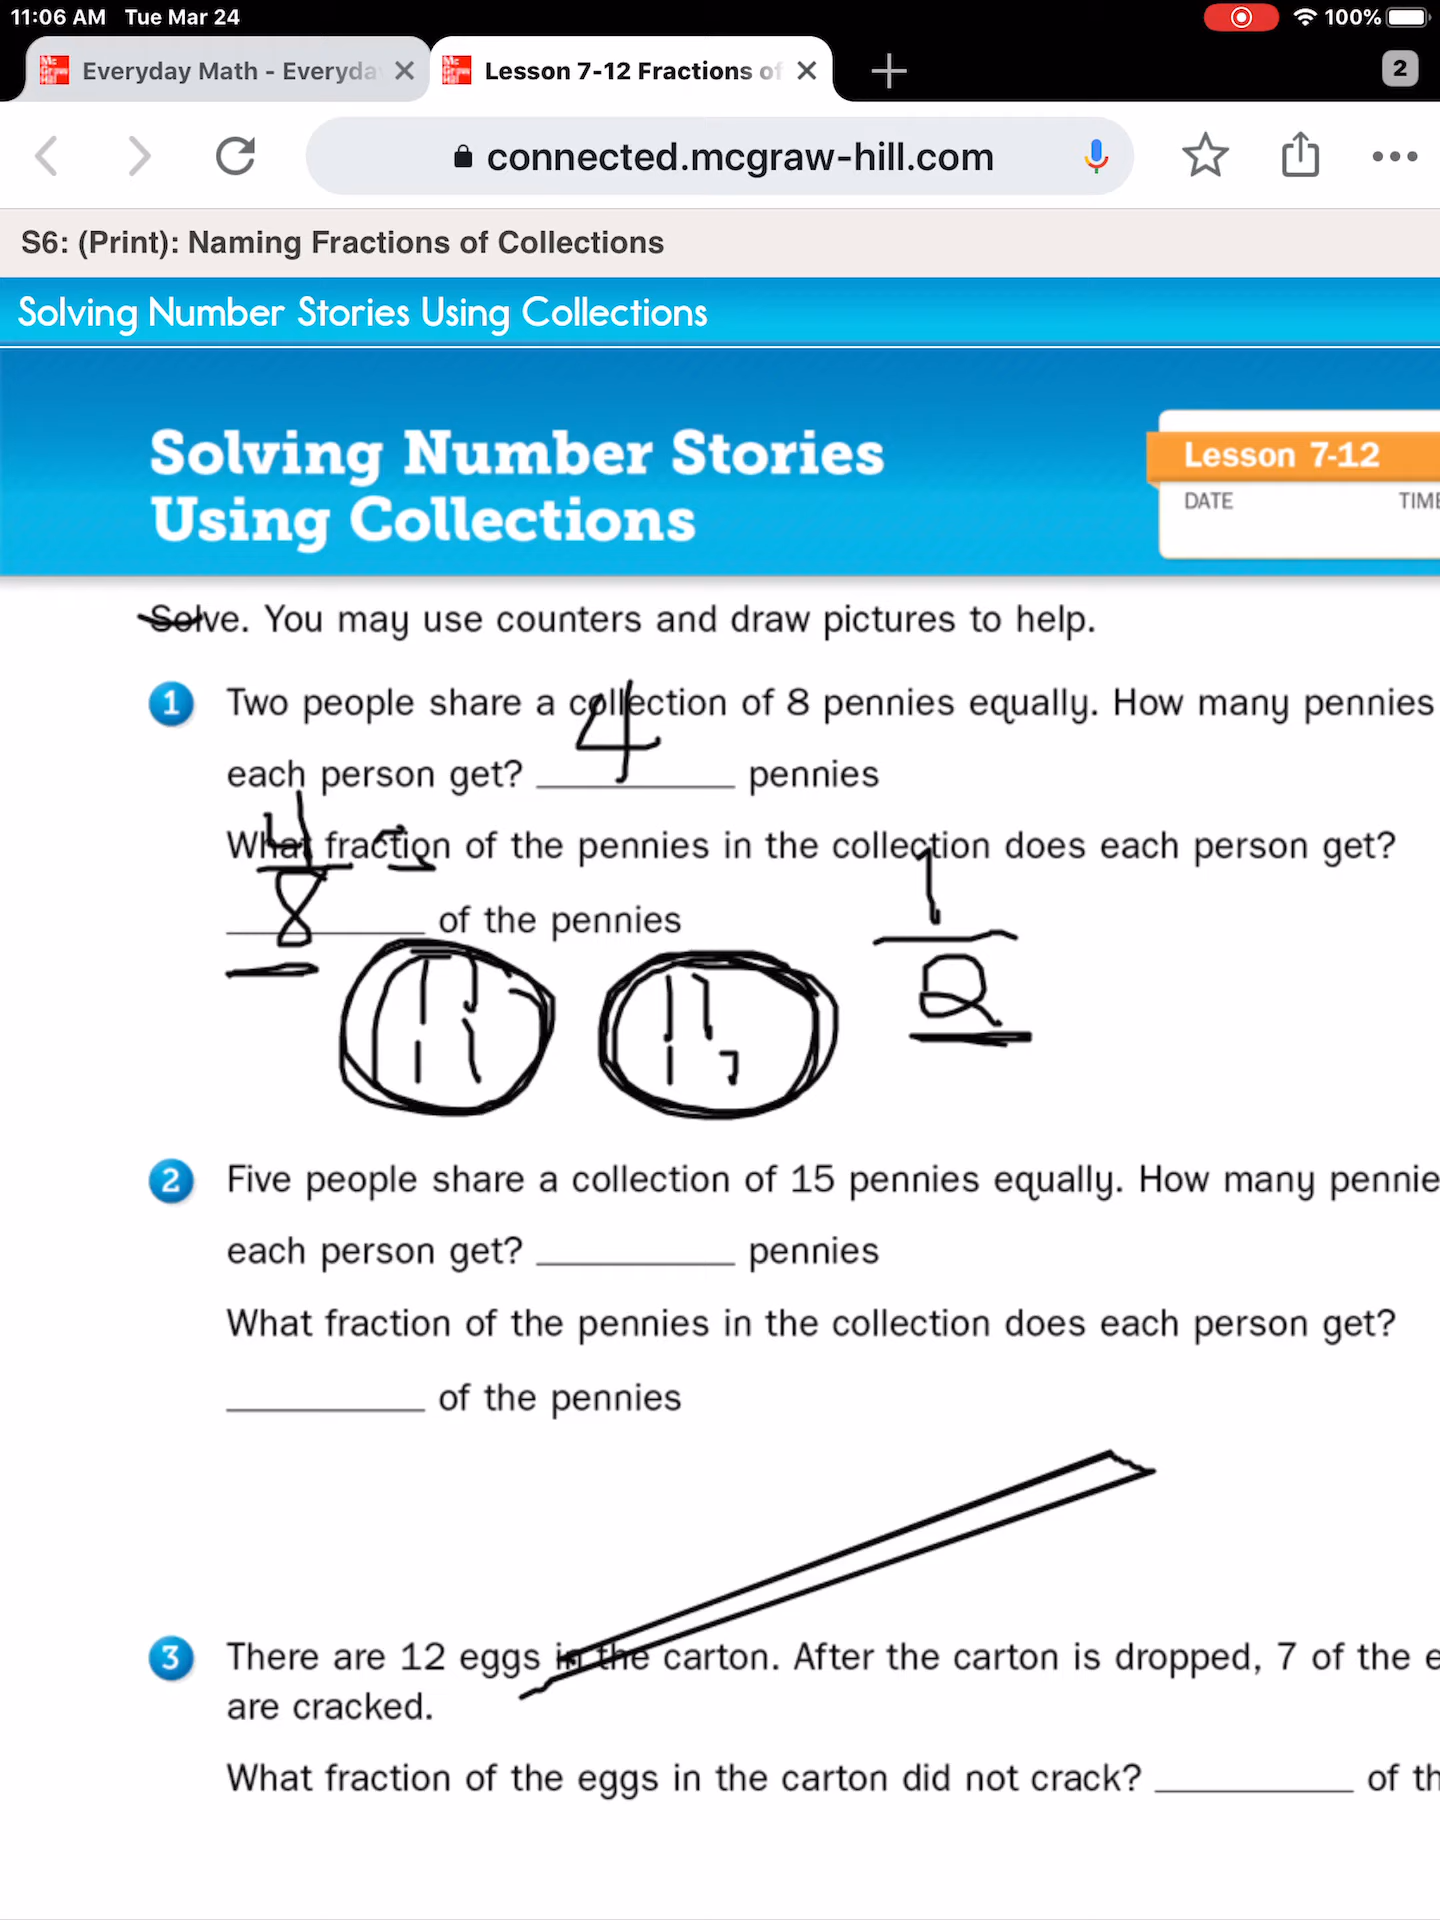 11:06 AM Tue Mar 24
100%
Everyday Math - Everyda
Lesson 7-12 Fractions of
2
connected.mcgraw-hill.com
S6: (Print): Naming Fractions of Collections
Solving Number Stories Using Collections
Solving Number Stories
Using Collections
Lesson 7-12
DATE TIME
Solve. You may use counters and draw pictures to help.
1 Two people share a collection of 8 pennies equally. How many pennies
4
each person get? pennies
What fraction of the pennies in the collection does each person get?
4
8
of the pennies
1
2
2 Five people share a collection of 15 pennies equally. How many pennie
each person get? pennies
What fraction of the pennies in the collection does each person get?
of the pennies
3 There are 12 eggs in the carton. After the carton is dropped, 7 of the e
are cracked.
What fraction of the eggs in the carton did not crack? of th